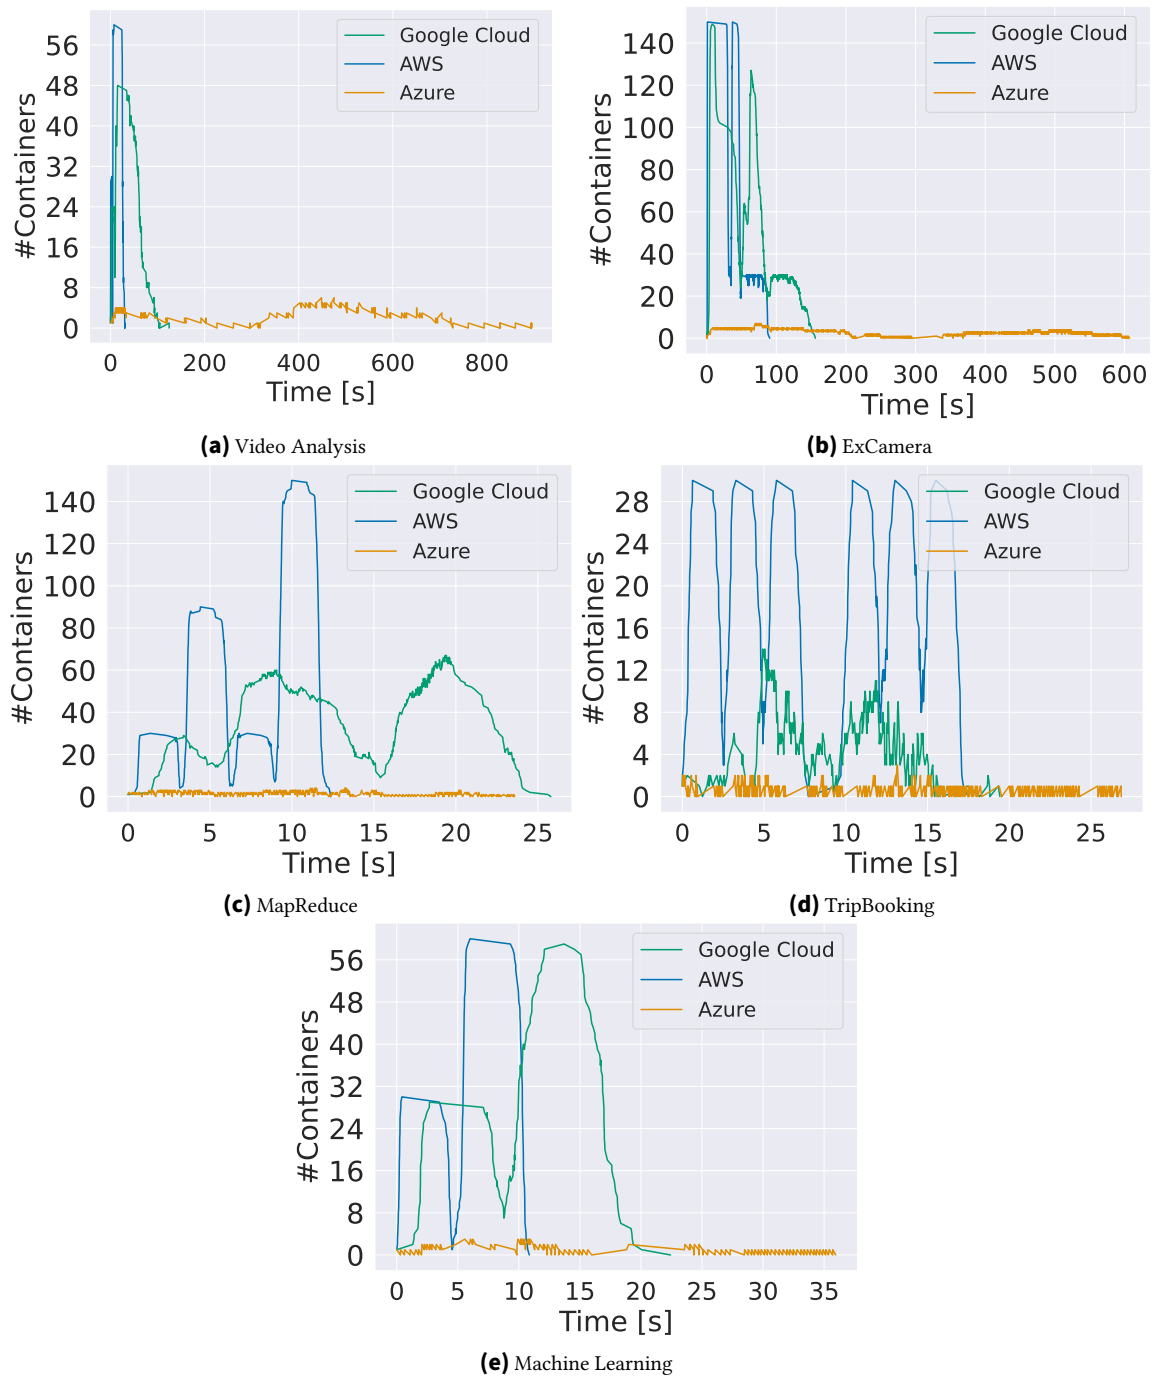 Google Cloud
AWS
Azure
#Containers
56
48
40
32
24
16
8
0
0 200 400 600 800
Time [s]
(a) Video Analysis
Google Cloud
AWS
Azure
#Containers
140
120
100
80
60
40
20
0
0 100 200 300 400 500 600
Time [s]
(b) ExCamera
Google Cloud
AWS
Azure
#Containers
140
120
100
80
60
40
20
0
0 5 10 15 20 25
Time [s]
(c) MapReduce
Google Cloud
AWS
Azure
#Containers
28
24
20
16
12
8
4
0
0 5 10 15 20 25
Time [s]
(d) TripBooking
Google Cloud
AWS
Azure
#Containers
56
48
40
32
24
16
8
0
0 5 10 15 20 25 30 35
Time [s]
(e) Machine Learning